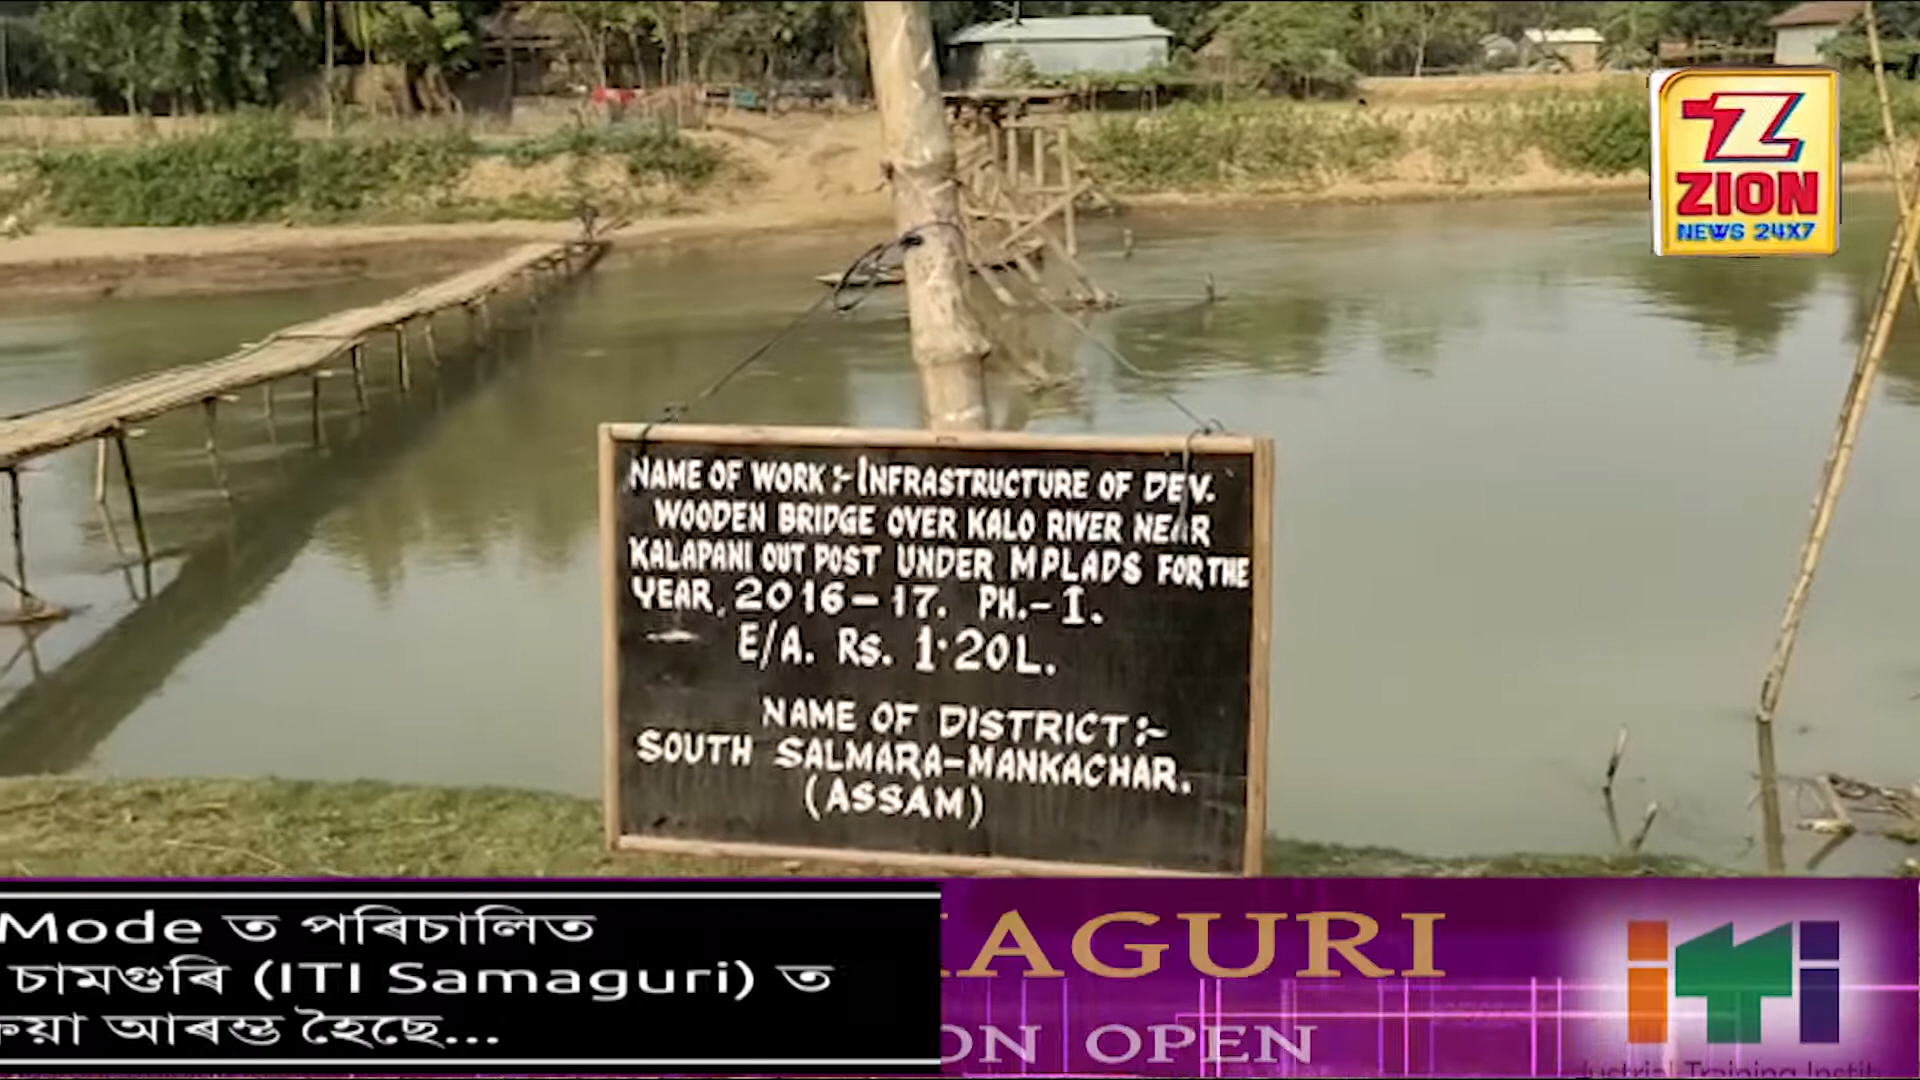 Z
ZION
NEWS 24X7
NAME OF WORK :- INFRASTRUCTURE OF DEV.
WOODEN BRIDGE OVER KALO RIVER NEAR
KALAPANI OUT POST UNDER MPLADS FOR THE
YEAR, 2016-17. PH.- I.
E/A. Rs. 1·20L.
NAME OF DISTRICT :-
SOUTH SALMARA-MANKACHAR.
(ASSAM)
Mode ত পৰিচালিত
চামগুৰি (ITI Samaguri) ত
আৰম্ভ হৈছে...
AGURI
ON OPEN
iTi
Training